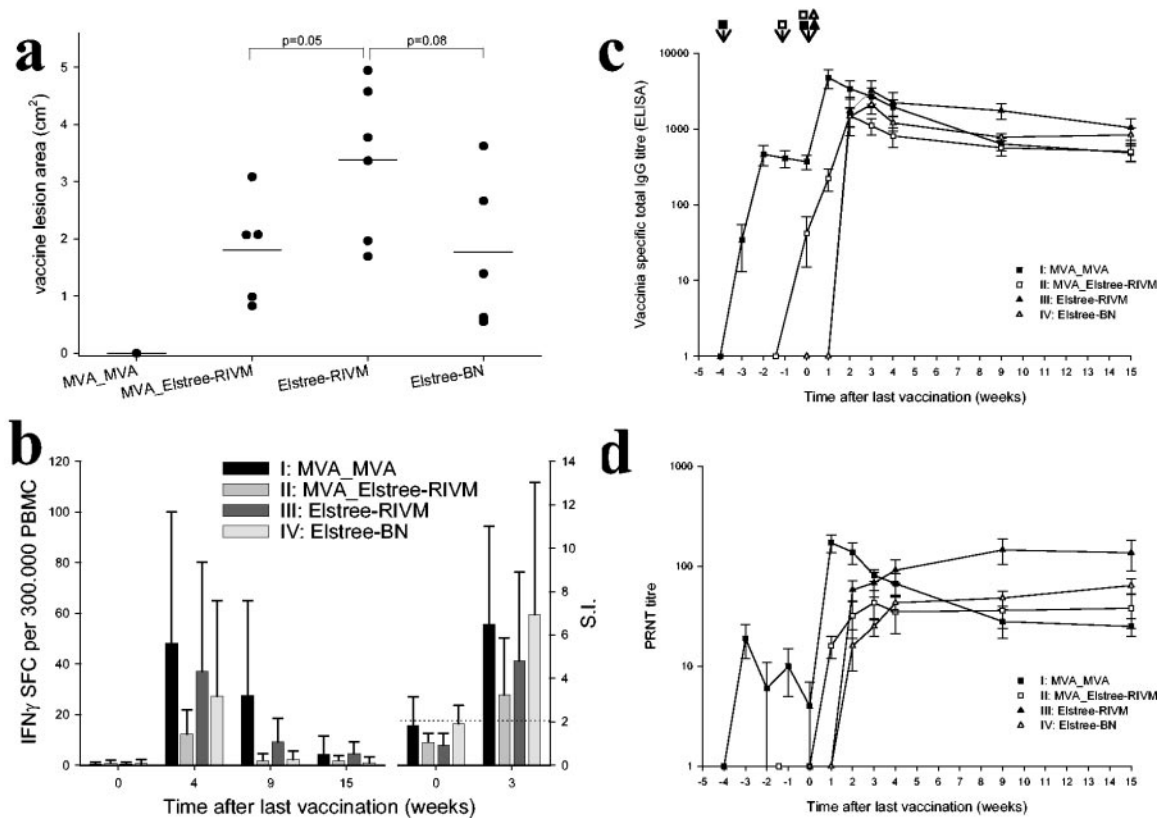 a
p=0.05
p=0.08
vaccine lesion area (cm²)
5
4
3
2
1
0
MVA_MVA
MVA_Elstree-RIVM
Elstree-RIVM
Elstree-BN
b
I: MVA_MVA
II: MVA_Elstree-RIVM
III: Elstree-RIVM
IV: Elstree-BN
IFNγ SFC per 300.000 PBMC
120
100
80
60
40
20
0
14
12
10
8
6
4
2
0
S.I.
0 4 9 15 0 3
Time after last vaccination (weeks)
c
Vaccinia specific total IgG titre (ELISA)
10000
1000
100
10
1
I: MVA_MVA
II: MVA_Elstree-RIVM
III: Elstree-RIVM
IV: Elstree-BN
-5 -4 -3 -2 -1 0 1 2 3 4 5 6 7 8 9 10 11 12 13 14 15
Time after last vaccination (weeks)
d
PRNT titre
1000
100
10
1
I: MVA_MVA
II: MVA_Elstree-RIVM
III: Elstree-RIVM
IV: Elstree-BN
-5 -4 -3 -2 -1 0 1 2 3 4 5 6 7 8 9 10 11 12 13 14 15
Time after last vaccination (weeks)